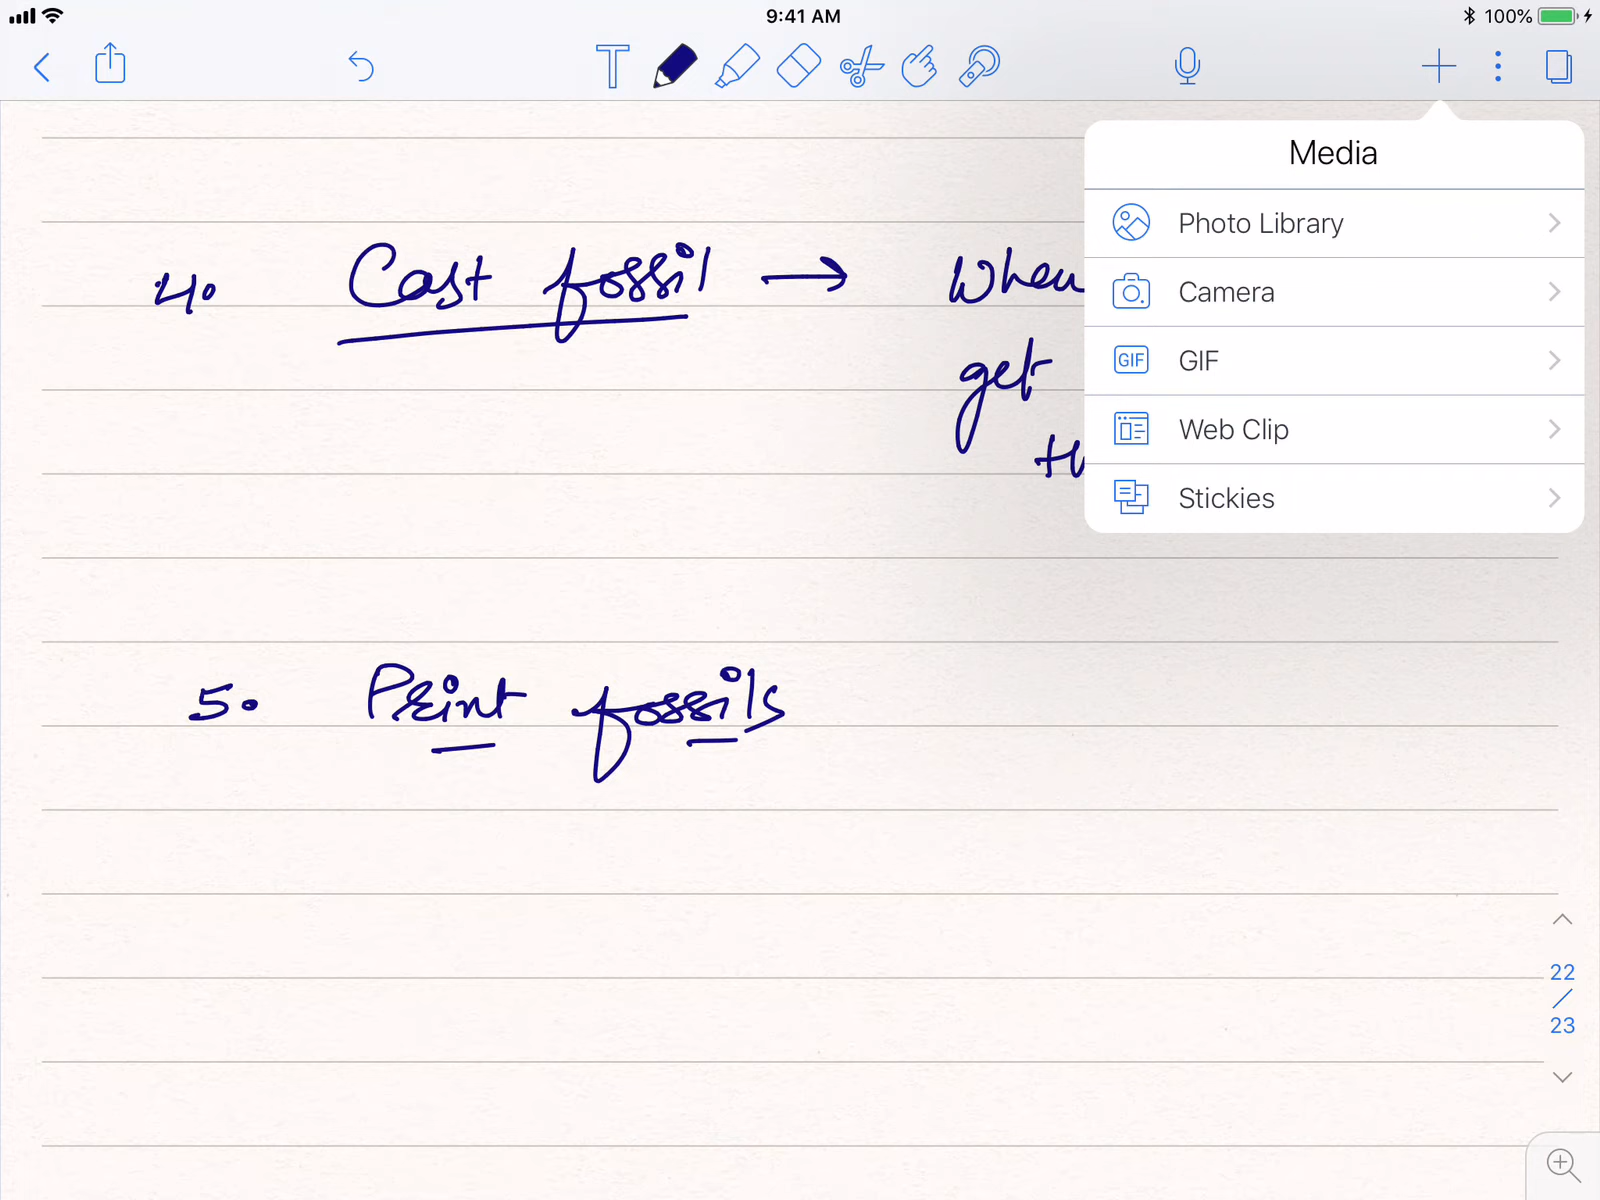 9:41 AM
100%
Media
Photo Library
Camera
GIF GIF
Web Clip
Stickies
4. Cast fossil → When
get
5. Print fossils
22
/
23